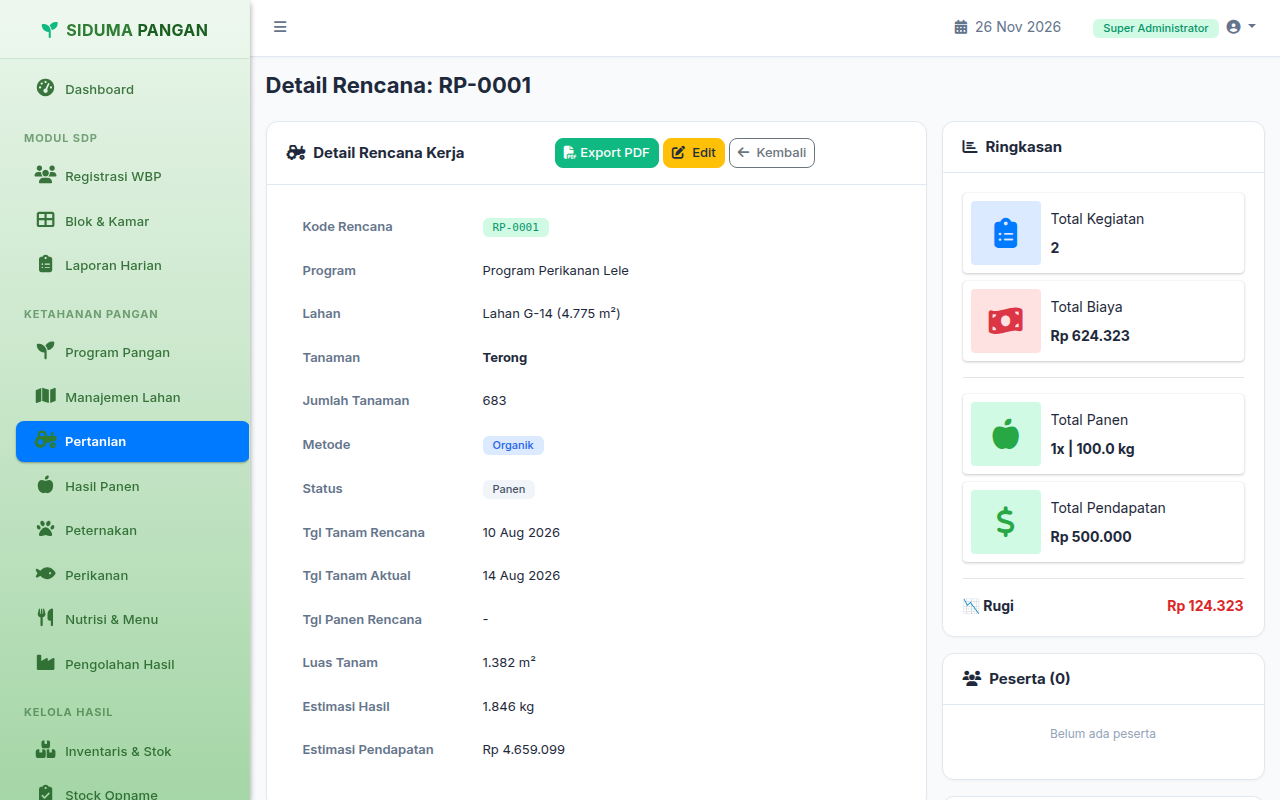 SIDUMA PANGAN
Dashboard
MODUL SDP
Registrasi WBP
Blok & Kamar
Laporan Harian
KETAHANAN PANGAN
Program Pangan
Manajemen Lahan
Pertanian
Hasil Panen
Peternakan
Perikanan
Nutrisi & Menu
Pengolahan Hasil
KELOLA HASIL
Inventaris & Stok
Stock Opname
26 Nov 2026
Super Administrator
Detail Rencana: RP-0001
Detail Rencana Kerja
Export PDF
Edit
Kembali
Kode Rencana RP-0001
Program Program Perikanan Lele
Lahan Lahan G-14 (4.775 m²)
Tanaman Terong
Jumlah Tanaman 683
Metode Organik
Status Panen
Tgl Tanam Rencana 10 Aug 2026
Tgl Tanam Aktual 14 Aug 2026
Tgl Panen Rencana -
Luas Tanam 1.382 m²
Estimasi Hasil 1.846 kg
Estimasi Pendapatan Rp 4.659.099
Ringkasan
Total Kegiatan
2
Total Biaya
Rp 624.323
Total Panen
1x | 100.0 kg
Total Pendapatan
Rp 500.000
Rugi Rp 124.323
Peserta (0)
Belum ada peserta